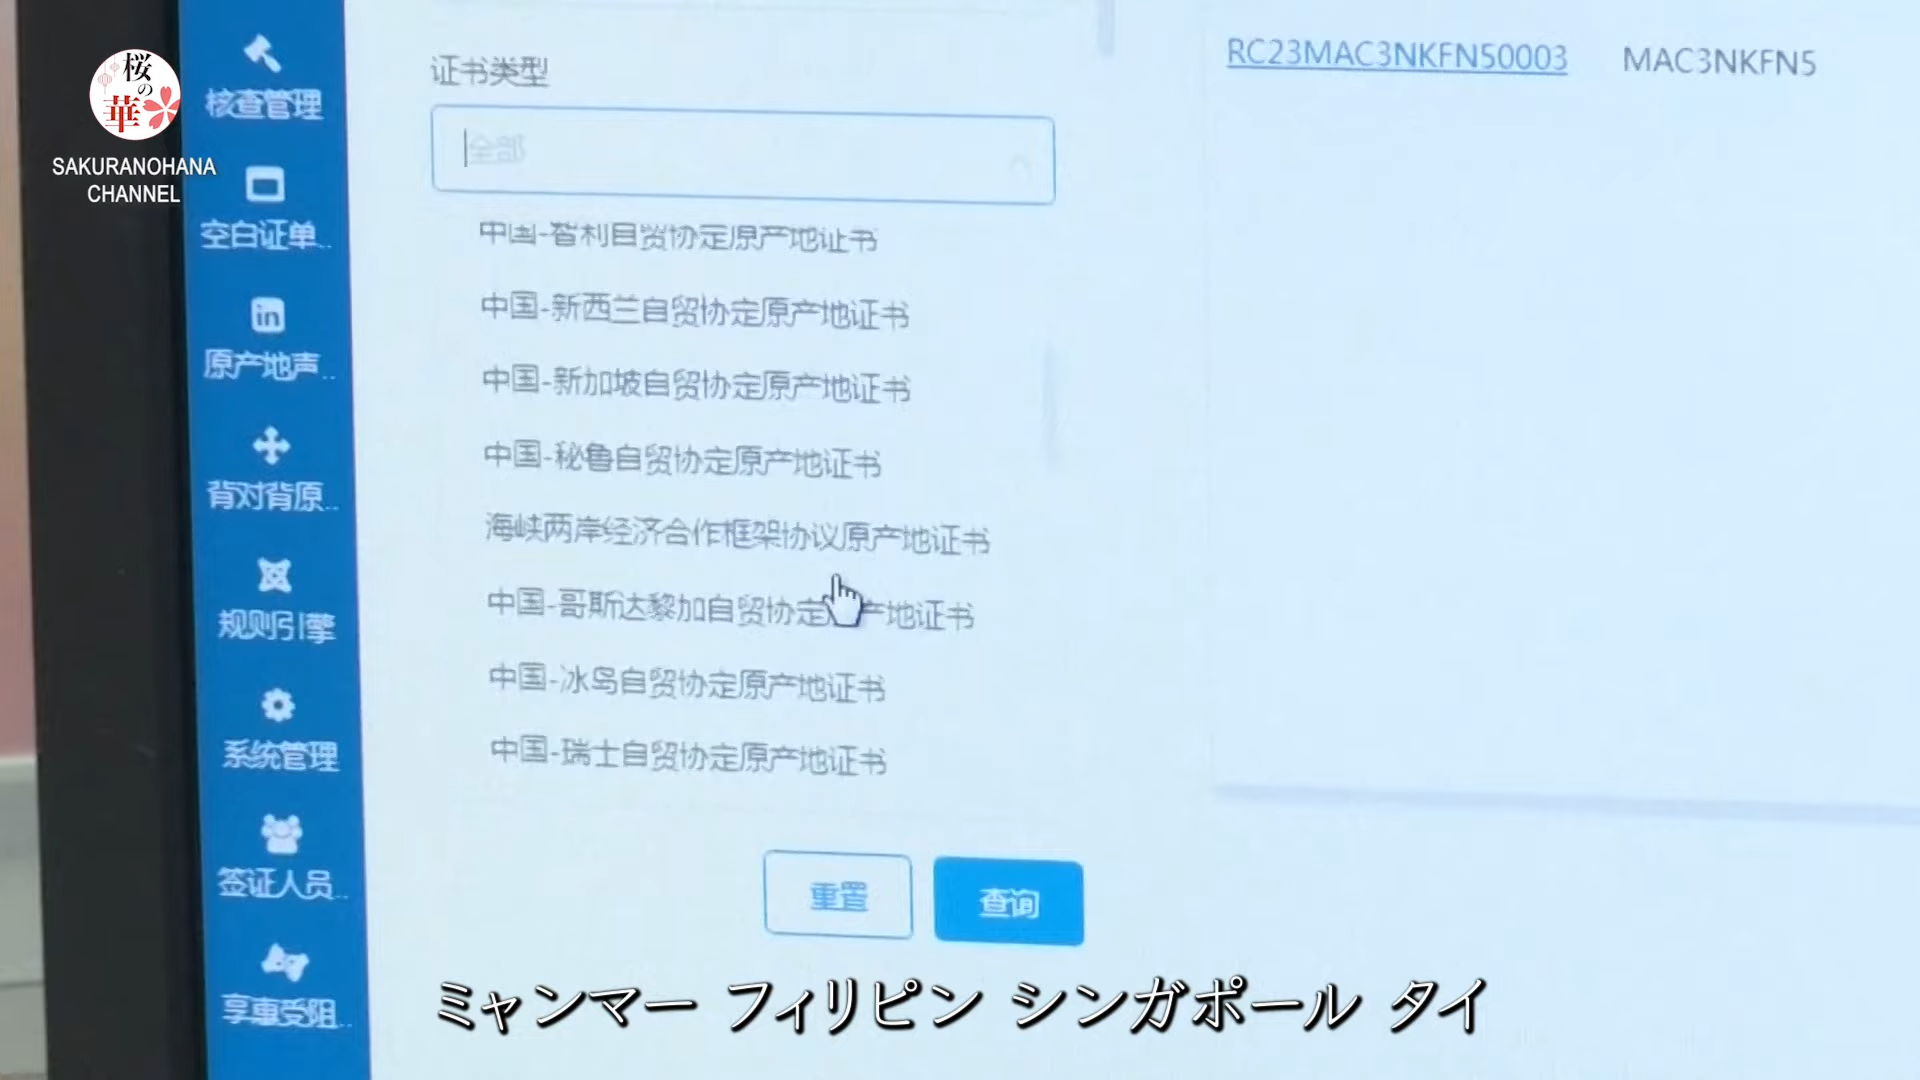 桜の華
SAKURANOHANA
CHANNEL
核查管理
空白证单..
原产地声..
背对背原..
规则引擎
系统管理
签证人员..
享惠受阻..
证书类型
全部
中国-智利自贸协定原产地证书
中国-新西兰自贸协定原产地证书
中国-新加坡自贸协定原产地证书
中国-秘鲁自贸协定原产地证书
海峡两岸经济合作框架协议原产地证书
中国-哥斯达黎加自贸协定 产地证书
中国-冰岛自贸协定原产地证书
中国-瑞士自贸协定原产地证书
重置
查询
RC23MAC3NKFN50003
MAC3NKFN5
ミャンマー フィリピン シンガポール タイ